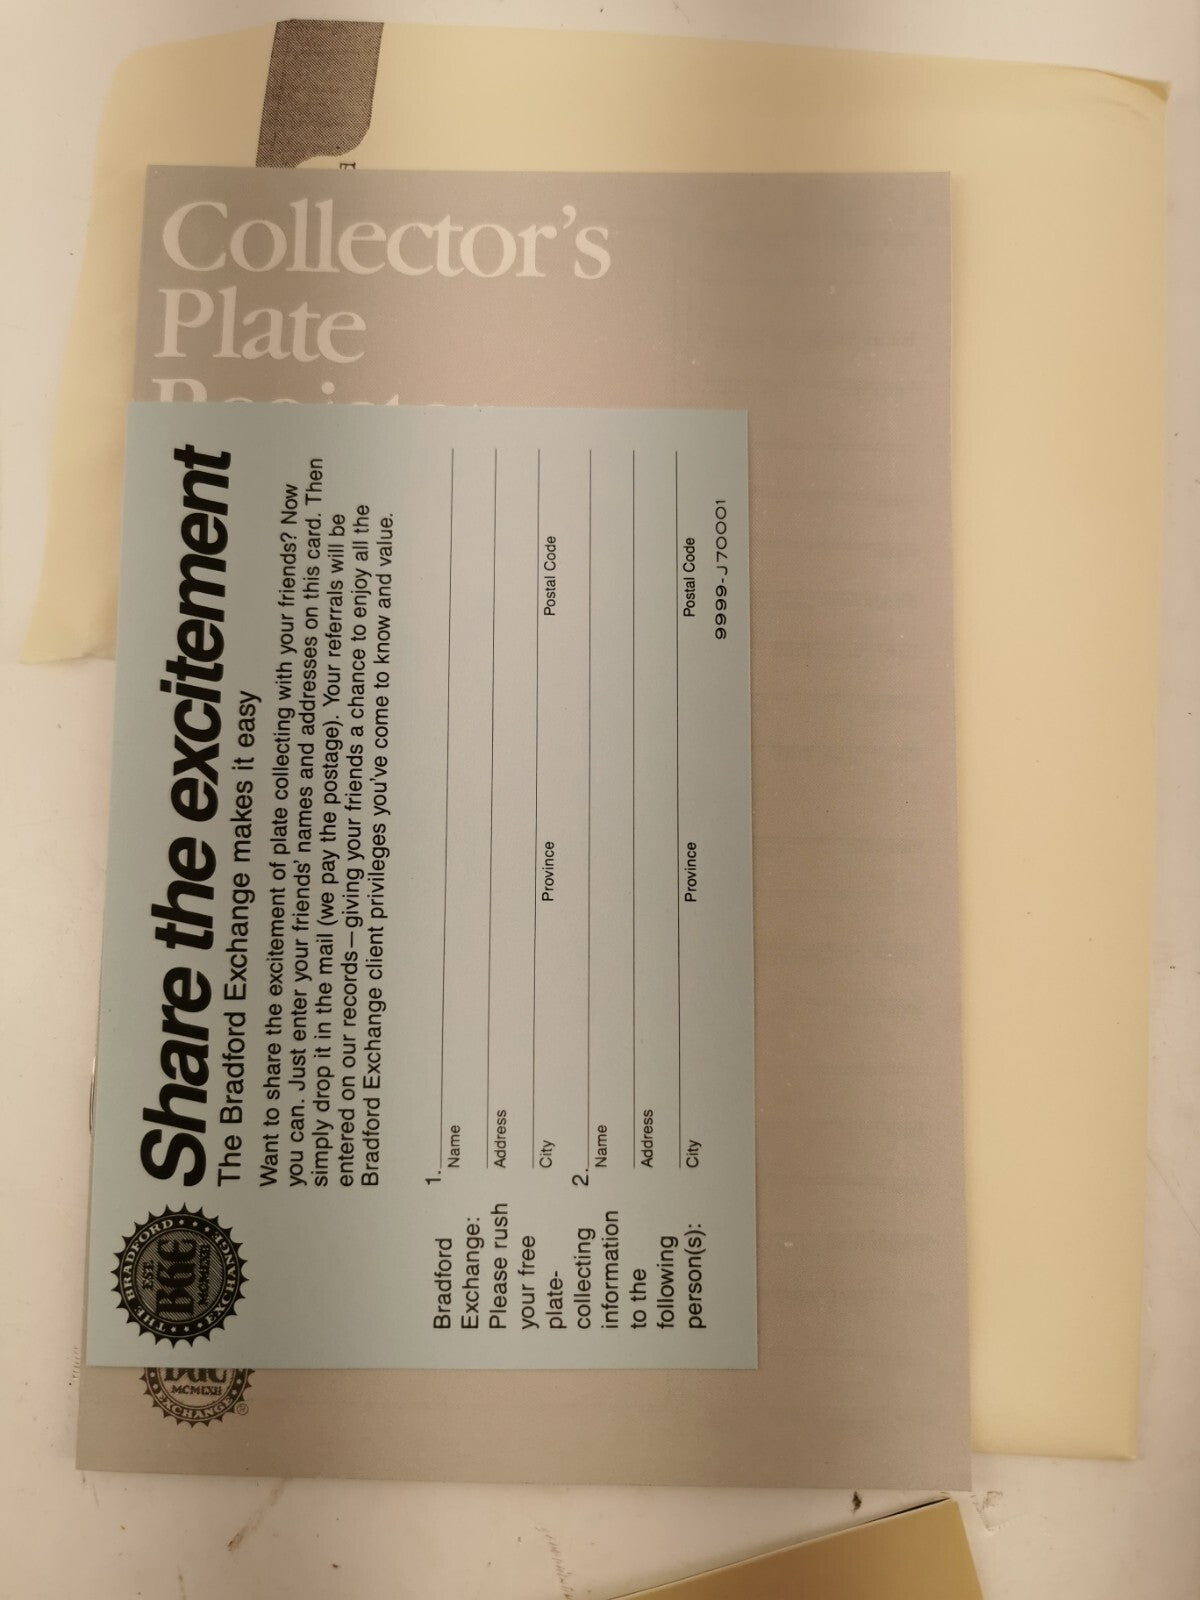 Collector's
Plate
Share the excitement
The Bradford Exchange makes it easy
Want to share the excitement of plate collecting with your friends? Now
you can. Just enter your friends' names and addresses on this card. Then
simply drop it in the mail (we pay the postage). Your referrals will be
entered on our records—giving your friends a chance to enjoy all the
Bradford Exchange client privileges you've come to know and value.
Bradford
Exchange:
Please rush
your free
plate-
collecting
information
to the
following
person(s):
1.
Name
Address
City Province Postal Code
2.
Name
Address
City Province Postal Code
9999-J70001
THE BRADFORD EXCHANGE
EST.
B&E
MCMLXII
MCMLXII
EXCHANGE
®